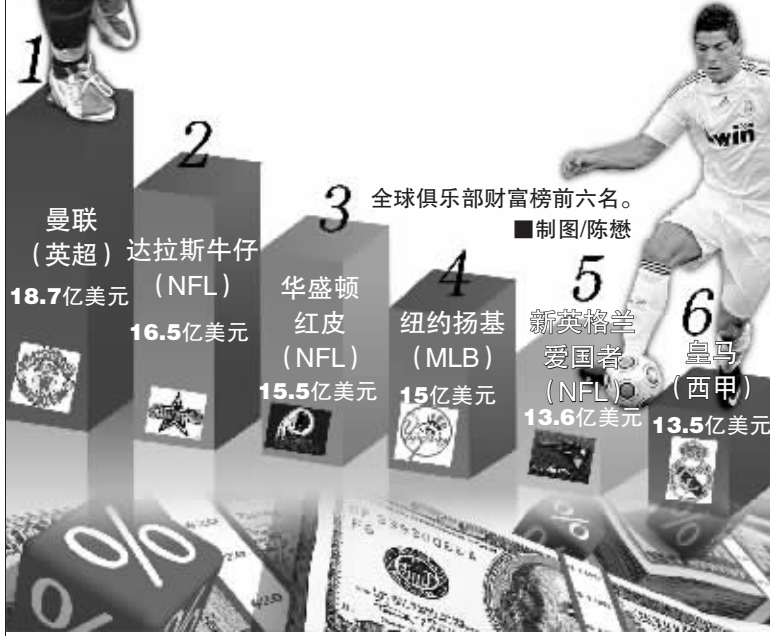 1
曼联
（英超）
18.7亿美元
2
达拉斯牛仔
（NFL）
16.5亿美元
3
华盛顿
红皮
（NFL）
15.5亿美元
全球俱乐部财富榜前六名。
■制图/陈懋
4
纽约扬基
（MLB）
15亿美元
5
新英格兰
爱国者
（NFL）
13.6亿美元
6
皇马
（西甲）
13.5亿美元
win
%
%
%